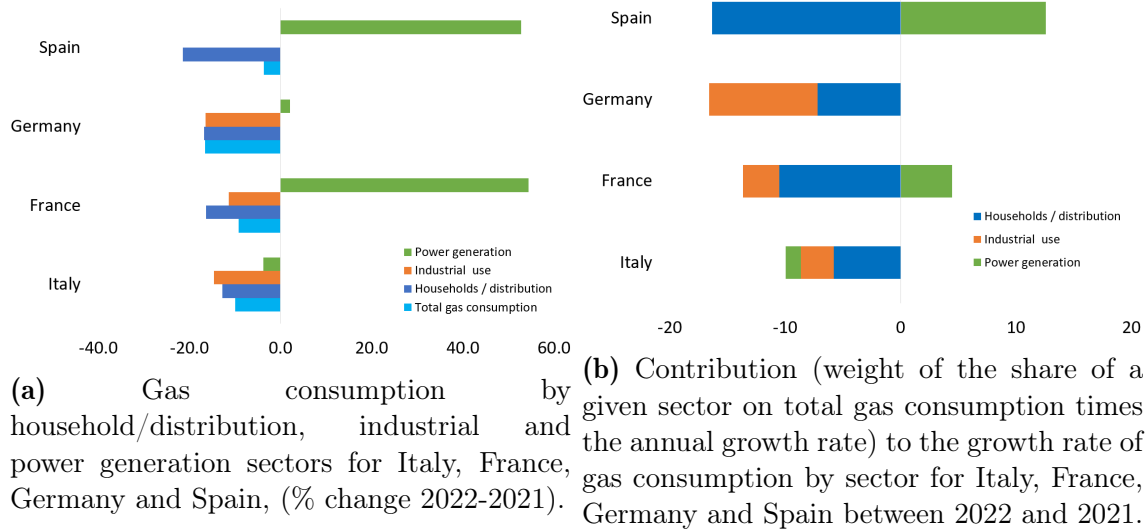 Spain
Germany
France
Italy
Power generation
Industrial use
Households / distribution
Total gas consumption
-40.0 -20.0 0.0 20.0 40.0 60.0
(a) Gas consumption by
household/distribution, industrial and
power generation sectors for Italy, France,
Germany and Spain, (% change 2022-2021).
Spain
Germany
France
Italy
Households / distribution
Industrial use
Power generation
-20 -10 0 10 20
(b) Contribution (weight of the share of a
given sector on total gas consumption times
the annual growth rate) to the growth rate of
gas consumption by sector for Italy, France,
Germany and Spain between 2022 and 2021.